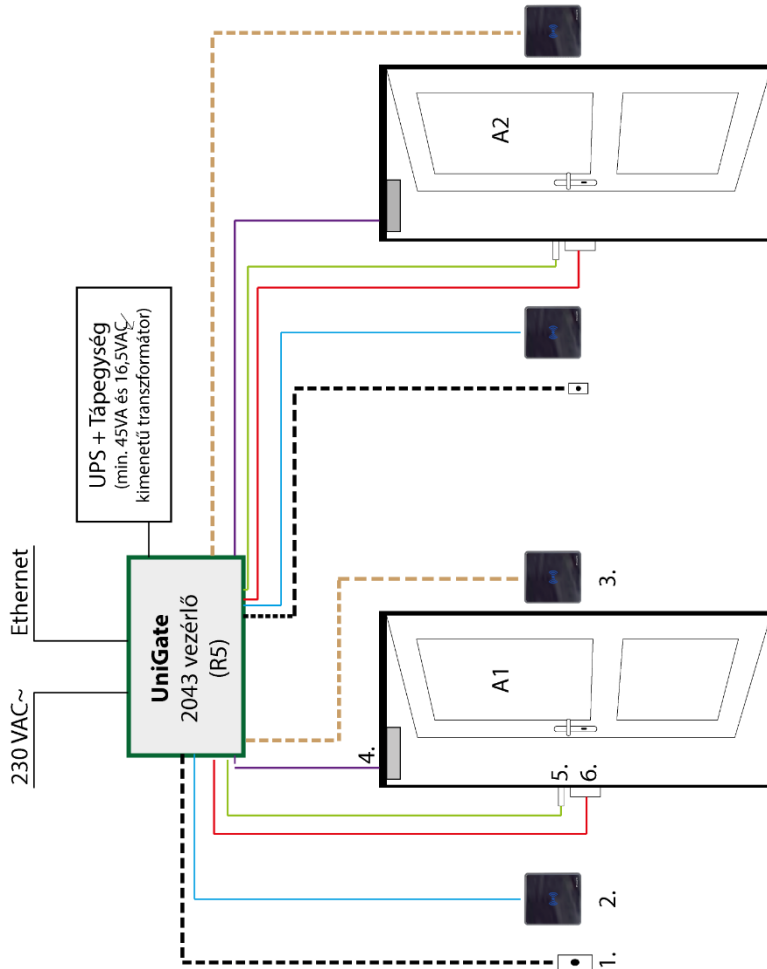 230 VAC~
Ethernet
UPS + Tápegység
(min. 45VA és 16,5VAC
kimenetű transzformátor)
UniGate
2043 vezérlő
(R5)
A1
A2
1.
2.
3.
4.
5.
6.